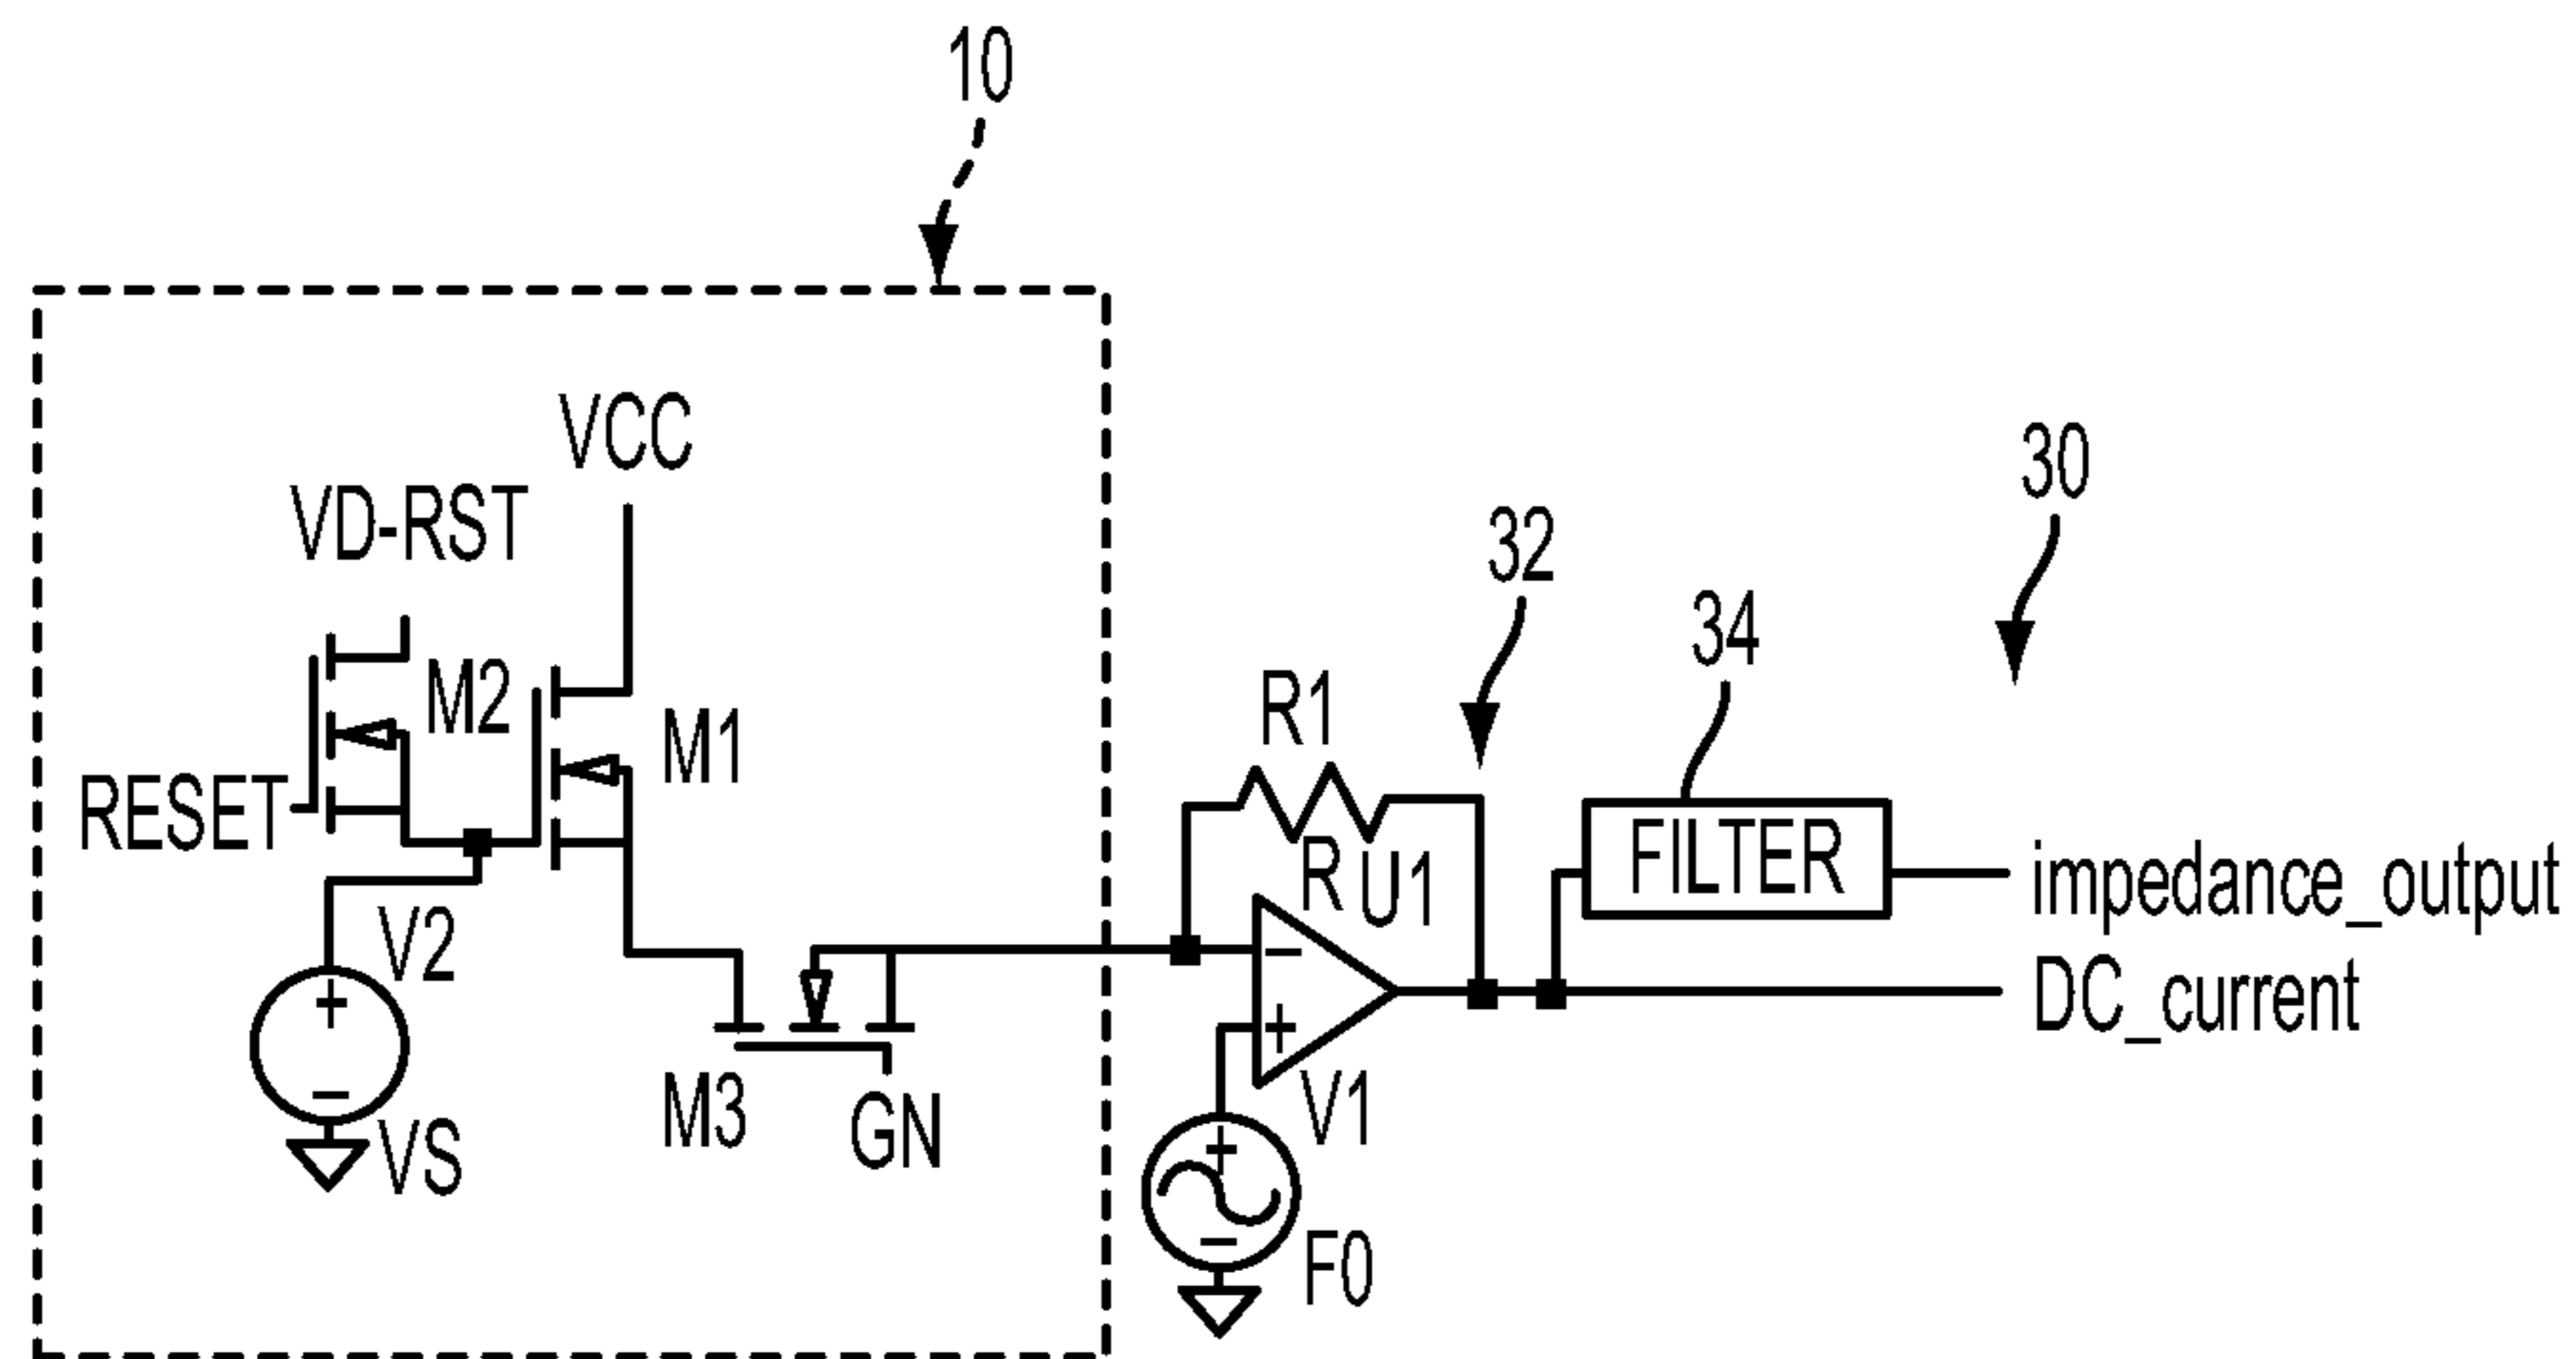 10
VCC
VD-RST
30
32
34
M2
M1
R1
RESET
FILTER
R
U1
impedance_output
V2
DC_current
M3
GN
V1
VS
F0